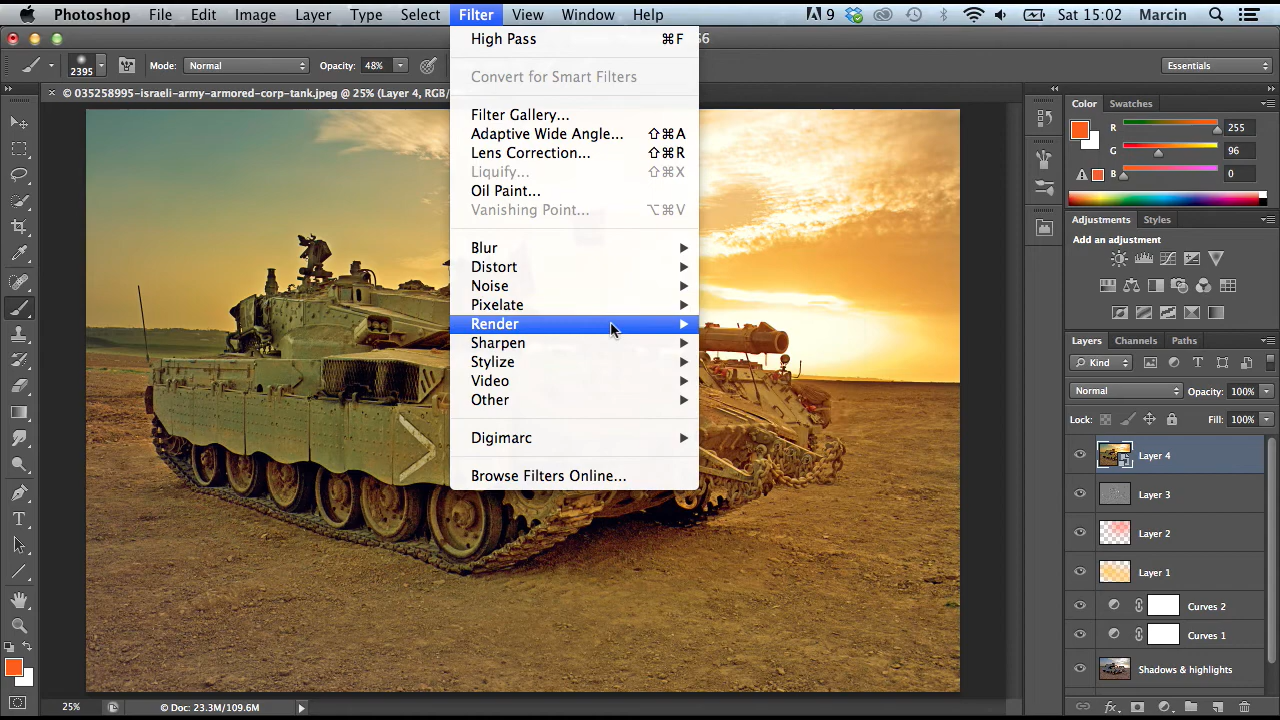 Photoshop File Edit Image Layer Type Select Filter View Window Help 9 Sat 15:02 Marcin
High Pass ⌘F
Convert for Smart Filters
Filter Gallery...
Adaptive Wide Angle... ⇧⌘A
Lens Correction... ⇧⌘R
Liquify... ⇧⌘X
Oil Paint...
Vanishing Point... ⌥⌘V
Blur
Distort
Noise
Pixelate
Render
Sharpen
Stylize
Video
Other
Digimarc
Browse Filters Online...
2395 Mode: Normal Opacity: 48% Essentials
× © 035258995-israeli-army-armored-corp-tank.jpeg @ 25% (Layer 4, RGB/
Color Swatches
R 255
G 96
B 0
Adjustments Styles
Add an adjustment
Layers Channels Paths
Kind
Normal Opacity: 100%
Lock: Fill: 100%
Layer 4
Layer 3
Layer 2
Layer 1
Curves 2
Curves 1
Shadows & highlights
25% © Doc: 23.3M/109.6M